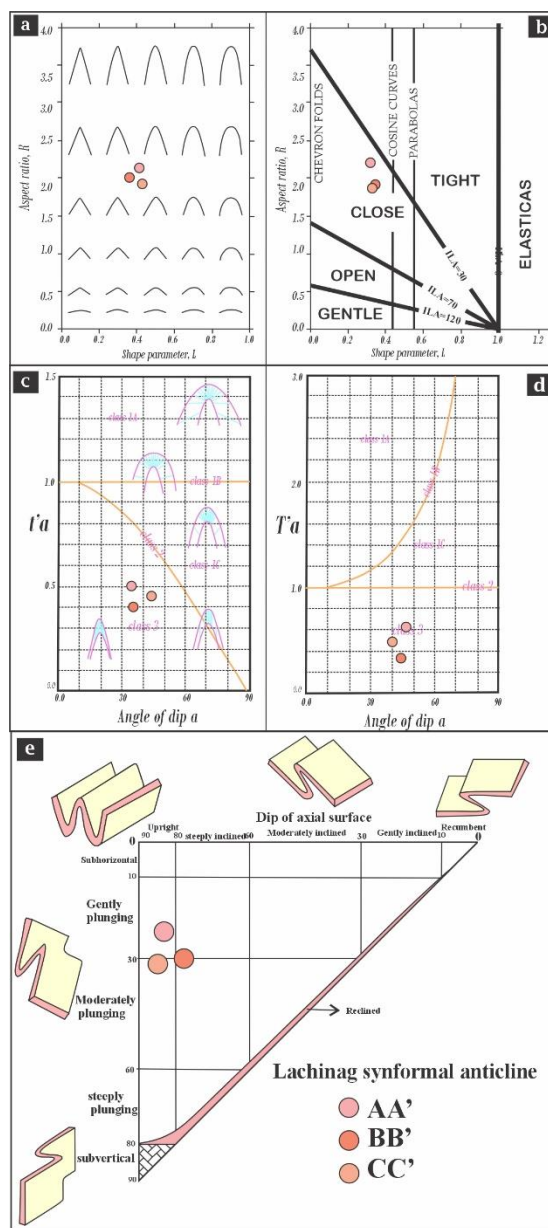 a
4.0
3.5
3.0
2.5
2.0
1.5
1.0
0.5
0.0
Aspect ratio, R
0.0 0.2 0.4 0.6 0.8 1.0
Shape parameter, L
b
4.0
3.5
3.0
2.5
2.0
1.5
1.0
0.5
0.0
Aspect ratio, R
CHEVRON FOLDS
COSINE CURVES
PARABOLAS
TIGHT
CLOSE
OPEN
GENTLE
ELASTICAS
ILA=30
ILA=70
ILA=120
0.0 0.2 0.4 0.6 0.8 1.0 1.2
Shape parameter, L
c
1.5
1.0
0.5
0.0
t'a
class 1A
class 1B
class 1C
class 3
0.0 30 60 90
Angle of dip a
d
3.0
2.0
1.0
0.0
T'a
class 1A
class 1B
class 1C
class 2
class 3
0.0 30 60 90
Angle of dip a
e
Dip of axial surface
Upright
steeply inclined
Moderately inclined
Gently inclined
Recumbent
90 80 60 30 10 0
Subhorizontal
0
10
Gently
plunging
30
Moderately
plunging
Reclined
60
steeply
plunging
80
subvertical
90
Lachinag synformal anticline
AA'
BB'
CC'